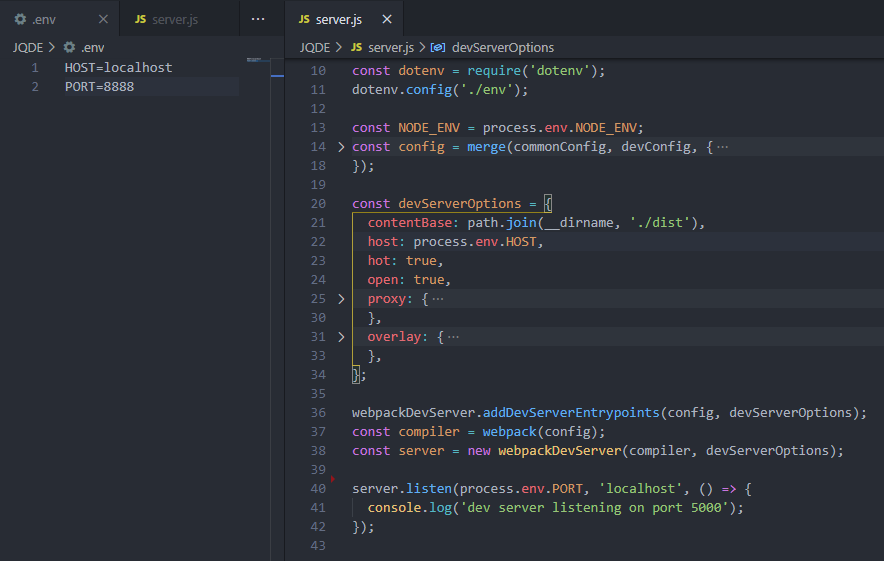 .env
JS server.js
...
JS server.js
JQDE > .env
JQDE > JS server.js > devServerOptions
1 HOST=localhost
2 PORT=8888
10 const dotenv = require('dotenv');
11 dotenv.config('./env');
12
13 const NODE_ENV = process.env.NODE_ENV;
14 const config = merge(commonConfig, devConfig, {...
18 });
19
20 const devServerOptions = {
21 contentBase: path.join(__dirname, './dist'),
22 host: process.env.HOST,
23 hot: true,
24 open: true,
25 proxy: {...
30 },
31 overlay: {...
33 },
34 };
35
36 webpackDevServer.addDevServerEntrypoints(config, devServerOptions);
37 const compiler = webpack(config);
38 const server = new webpackDevServer(compiler, devServerOptions);
39
40 server.listen(process.env.PORT, 'localhost', () => {
41 console.log('dev server listening on port 5000');
42 });
43